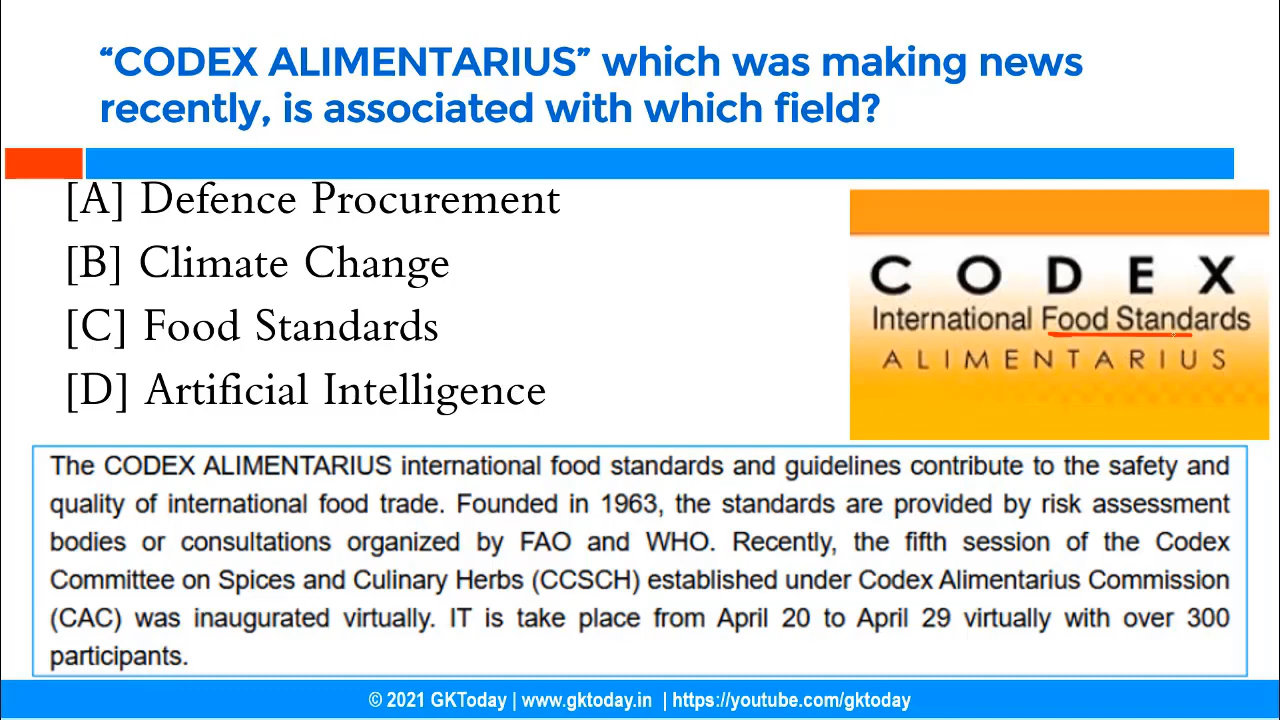 “CODEX ALIMENTARIUS” which was making news
recently, is associated with which field?
[A] Defence Procurement
[B] Climate Change
[C] Food Standards
[D] Artificial Intelligence
CODEX
International Food Standards
ALIMENTARIUS
The CODEX ALIMENTARIUS international food standards and guidelines contribute to the safety and
quality of international food trade. Founded in 1963, the standards are provided by risk assessment
bodies or consultations organized by FAO and WHO. Recently, the fifth session of the Codex
Committee on Spices and Culinary Herbs (CCSCH) established under Codex Alimentarius Commission
(CAC) was inaugurated virtually. IT is take place from April 20 to April 29 virtually with over 300
participants.
© 2021 GKToday | www.gktoday.in | https://youtube.com/gktoday